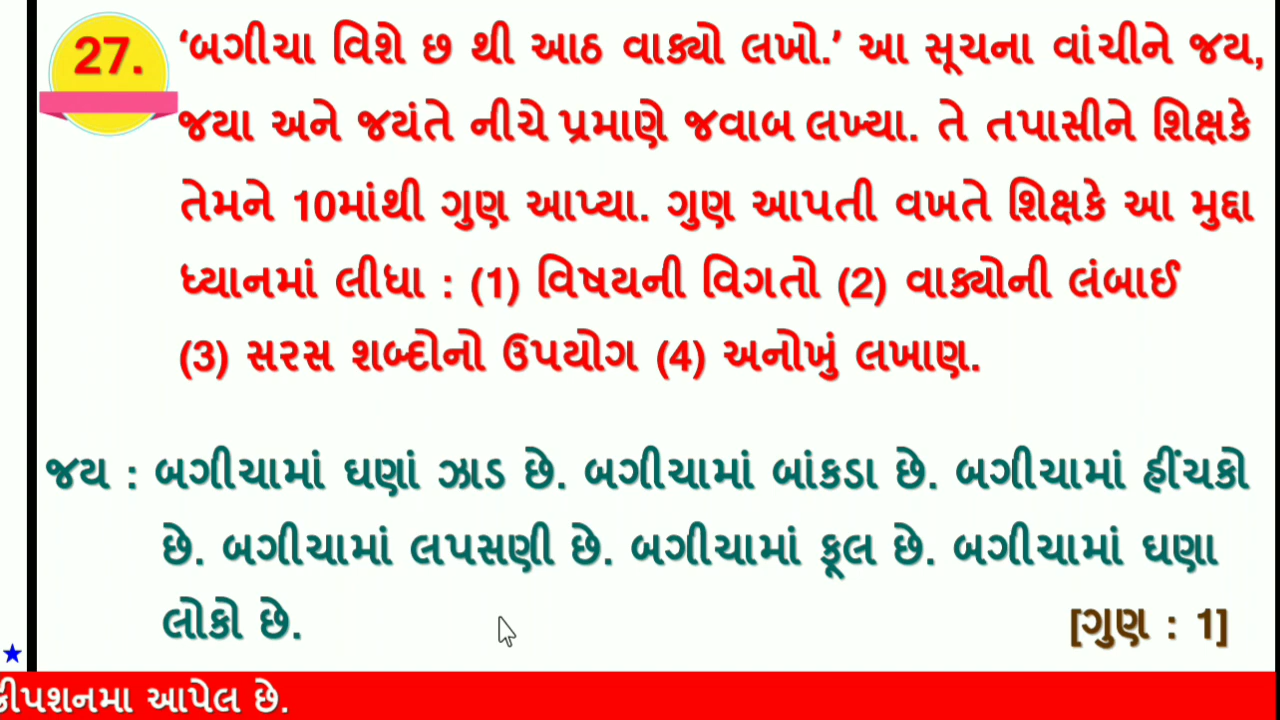 27. ‘બગીચા વિશે છ થી આઠ વાક્યો લખો.’ આ સૂચના વાંચીને જય,
જયા અને જયંતે નીચે પ્રમાણે જવાબ લખ્યા. તે તપાસીને શિક્ષકે
તેમને 10માંથી ગુણ આપ્યા. ગુણ આપતી વખતે શિક્ષકે આ મુદ્દા
ધ્યાનમાં લીધા : (1) વિષયની વિગતો (2) વાક્યોની લંબાઈ
(3) સરસ શબ્દોનો ઉપયોગ (4) અનોખું લખાણ.
જય : બગીચામાં ઘણાં ઝાડ છે. બગીચામાં બાંકડા છે. બગીચામાં હીંચકો
છે. બગીચામાં લપસણી છે. બગીચામાં ફૂલ છે. બગીચામાં ઘણા
લોકો છે. [ગુણ : 1]
આપેલ છે.